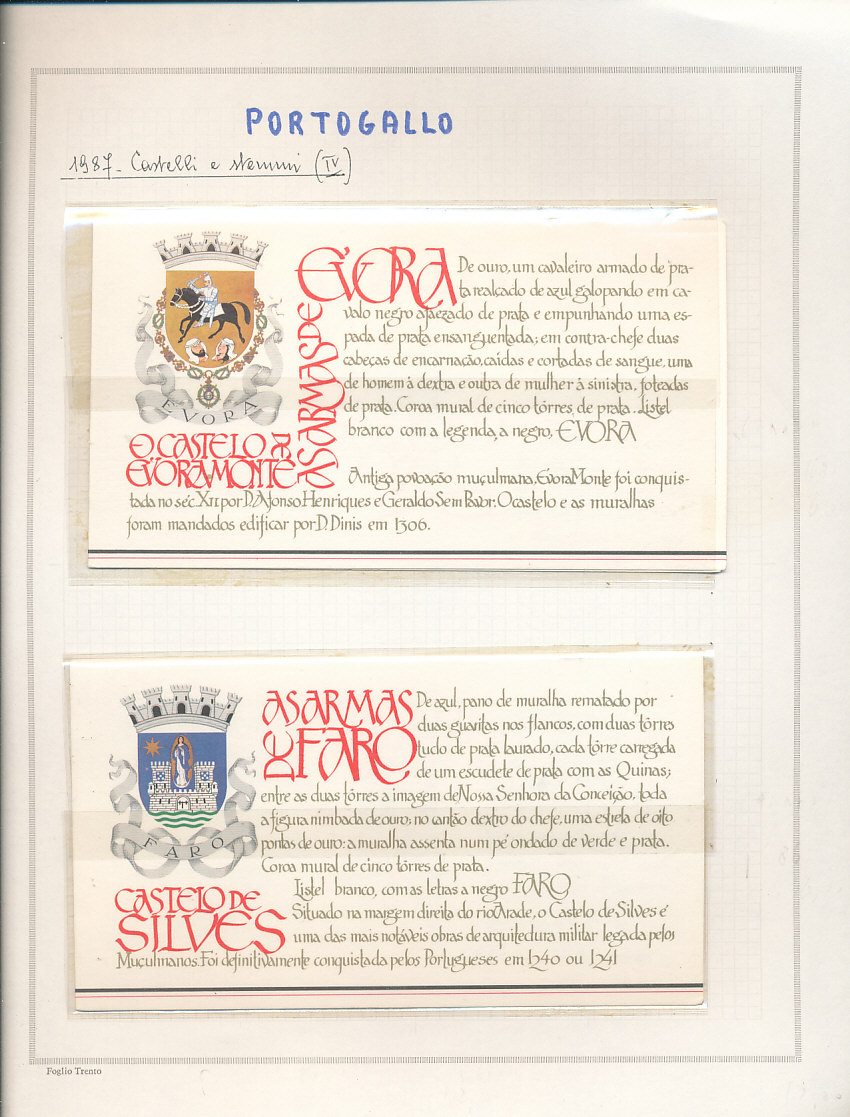 PORTOGALLO
1987 - Castelli e stemmi (IV)
EVORA
AS ARMAS DE
EVORA
De ouro, um cavaleiro armado de pra-
ta realçado de azul galopando em ca-
valo negro ajaezado de prata e empunhando uma es-
pada de prata ensanguentada; em contra-chefe duas
cabeças de encarnação, caídas e cortadas de sangue, uma
de homem à dextra e outra de mulher à sinistra, foteadas
de prata. Coroa mural de cinco tôrres, de prata. Listel
branco com a legenda, a negro, EVORA
O CASTELO DE
EVORAMONTE
Antiga povoação muçulmana, EvoraMonte foi conquis-
tada no séc. XII por D. Afonso Henriques e Geraldo Sem Pavor. O castelo e as muralhas
foram mandados edificar por D. Dinis em 1306.
FARO
AS ARMAS
DE FARO
De azul, pano de muralha rematado por
duas guaritas nos flancos, com duas tôrres
tudo de prata laurado, cada tôrre carregada
de um escudete de prata com as Quinas;
entre as duas tôrres a imagem de Nossa Senhora da Conceição, toda
a figura nimbada de ouro; no cantão dextro do chefe, uma estrela de oito
pontas de ouro; a muralha assenta num pé ondado de verde e prata.
Coroa mural de cinco tôrres de prata.
Listel branco, com as letras a negro FARO
CASTELO DE
SILVES
Situado na margem direita do rio Arade, o Castelo de Silves é
uma das mais notáveis obras de arquitectura militar legada pelos
Muçulmanos. Foi definitivamente conquistada pelos Portugueses em 1240 ou 1241
Foglio Trento